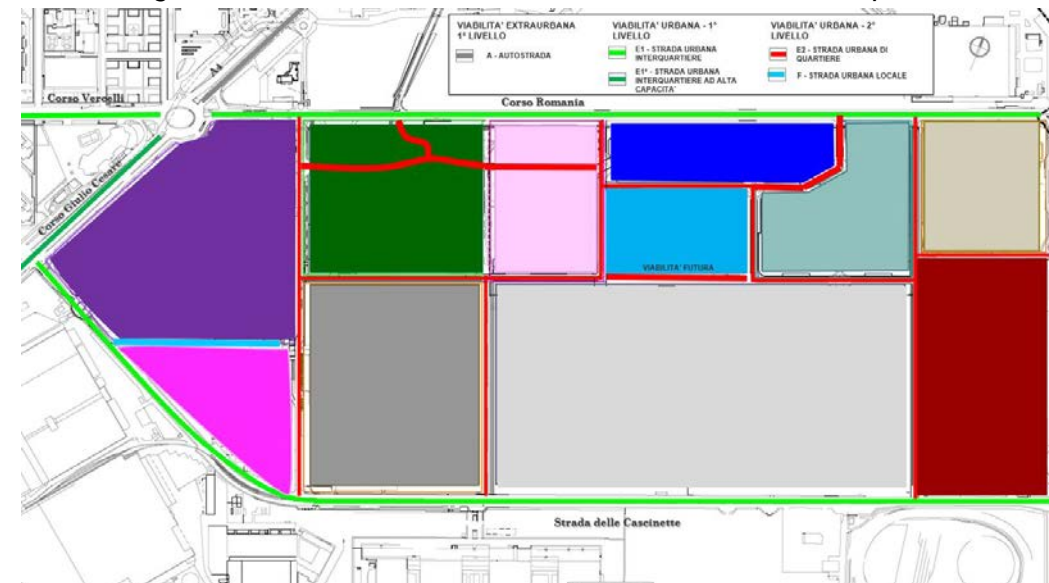 VIABILITA' EXTRAURBANA
1° LIVELLO
A - AUTOSTRADA
VIABILITA' URBANA - 1°
LIVELLO
E1 - STRADA URBANA
INTERQUARTIERE
E1* - STRADA URBANA
INTERQUARTIERE AD ALTA
CAPACITA'
VIABILITA' URBANA - 2°
LIVELLO
E2 - STRADA URBANA DI
QUARTIERE
F - STRADA URBANA LOCALE
A4
Corso Vercelli
Corso Romania
Corso Giulio Cesare
VIABILITA' FUTURA
Strada delle Cascinette